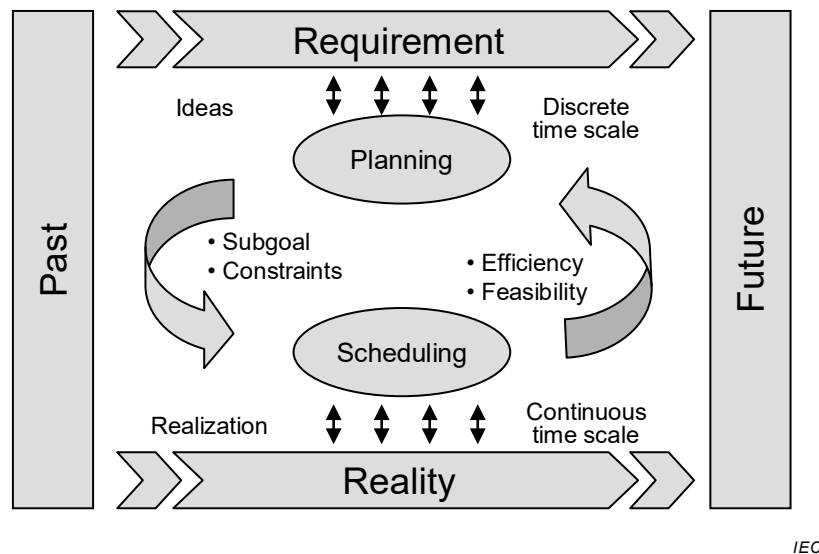 Requirement
Ideas
Discrete
time scale
Planning
Past
• Subgoal
• Constraints
• Efficiency
• Feasibility
Future
Scheduling
Realization
Continuous
time scale
Reality
IEC